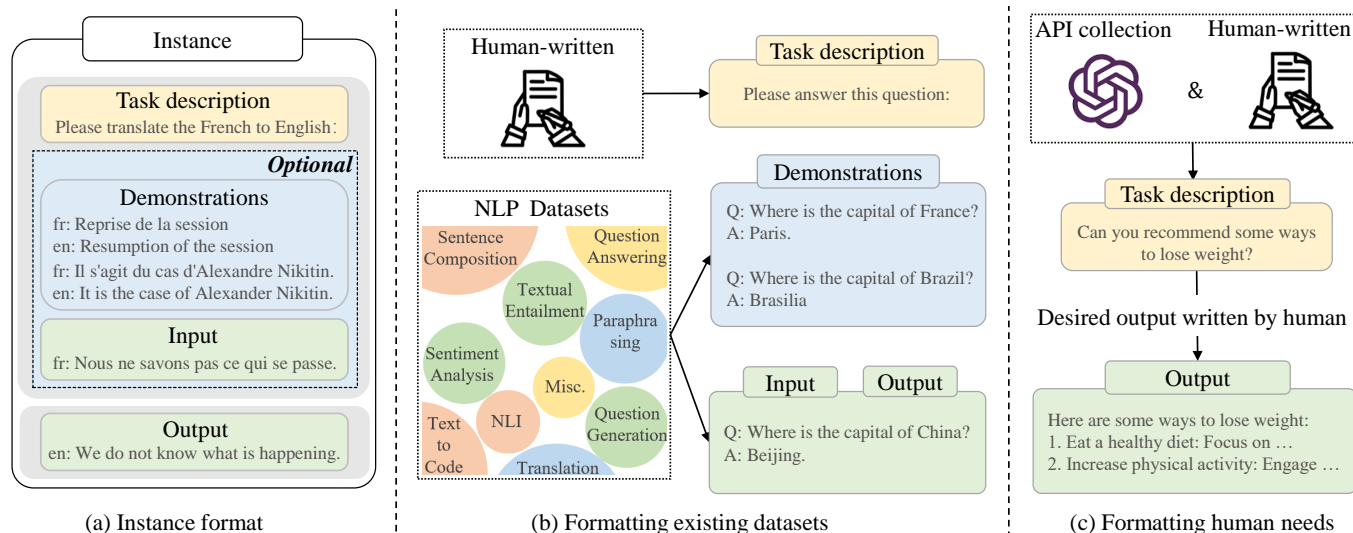 Instance
Task description
Please translate the French to English:
Optional
Demonstrations
fr: Reprise de la session
en: Resumption of the session
fr: Il s'agit du cas d'Alexandre Nikitin.
en: It is the case of Alexander Nikitin.
Input
fr: Nous ne savons pas ce qui se passe.
Output
en: We do not know what is happening.
(a) Instance format
Human-written
Task description
Please answer this question:
NLP Datasets
Sentence
Composition
Question
Answering
Textual
Entailment
Paraphra
sing
Sentiment
Analysis
Misc.
NLI
Question
Generation
Text
to
Code
Translation
Demonstrations
Q: Where is the capital of France?
A: Paris.
Q: Where is the capital of Brazil?
A: Brasilia
Input
Output
Q: Where is the capital of China?
A: Beijing.
(b) Formatting existing datasets
API collection
&
Human-written
Task description
Can you recommend some ways
to lose weight?
Desired output written by human
Output
Here are some ways to lose weight:
1. Eat a healthy diet: Focus on …
2. Increase physical activity: Engage …
(c) Formatting human needs